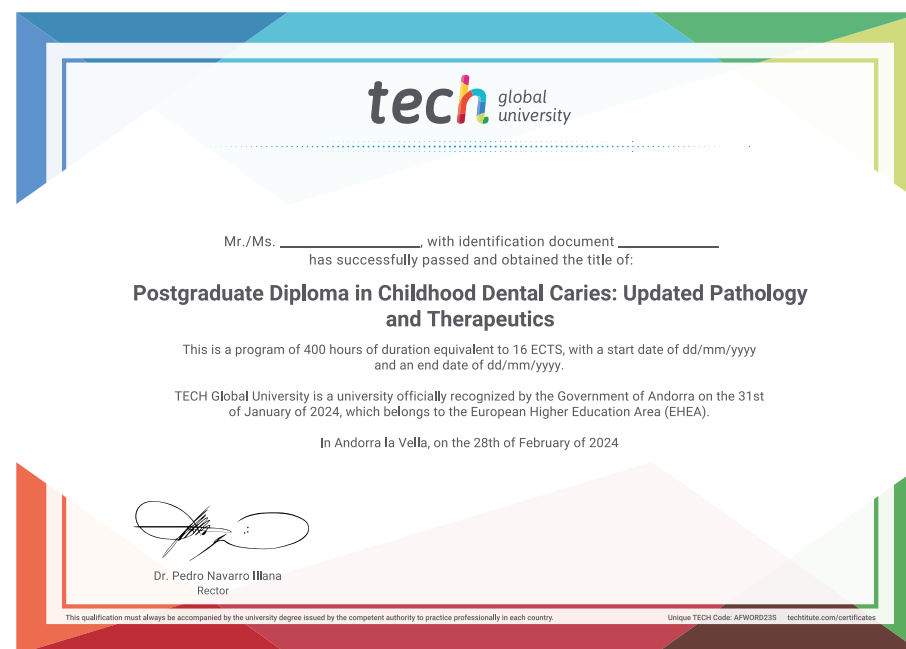 tech global university
Mr./Ms. ____________________, with identification document ______________
has successfully passed and obtained the title of:
Postgraduate Diploma in Childhood Dental Caries: Updated Pathology
and Therapeutics
This is a program of 400 hours of duration equivalent to 16 ECTS, with a start date of dd/mm/yyyy
and an end date of dd/mm/yyyy.
TECH Global University is a university officially recognized by the Government of Andorra on the 31st
of January of 2024, which belongs to the European Higher Education Area (EHEA).
In Andorra la Vella, on the 28th of February of 2024
Dr. Pedro Navarro Illana
Rector
This qualification must always be accompanied by the university degree issued by the competent authority to practice professionally in each country.
Unique TECH Code: AFWORD23S techtitute.com/certificates